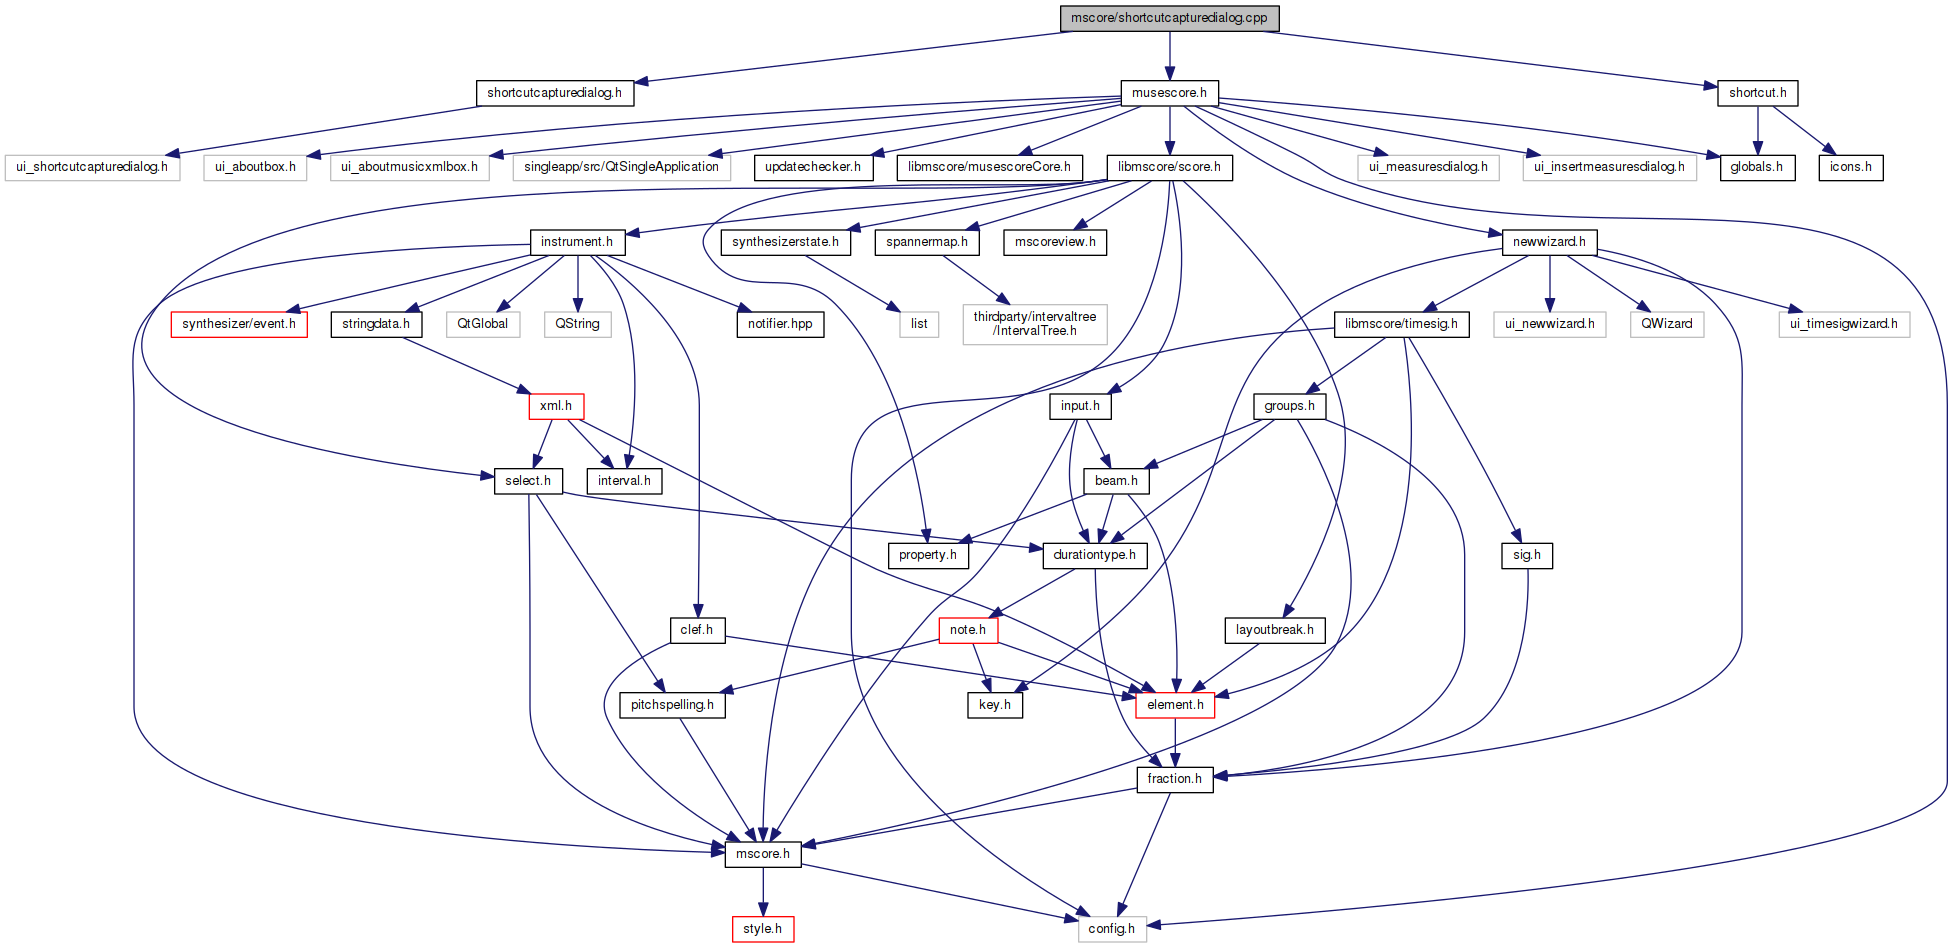 mscore/shortcutcapturedialog.cpp
shortcutcapturedialog.h
musescore.h
shortcut.h
ui_shortcutcapturedialog.h
ui_aboutbox.h
ui_aboutmusicxmlbox.h
singleapp/src/QtSingleApplication
updatechecker.h
libmscore/musescoreCore.h
libmscore/score.h
ui_measuresdialog.h
ui_insertmeasuresdialog.h
globals.h
icons.h
instrument.h
synthesizerstate.h
spannermap.h
mscoreview.h
newwizard.h
synthesizer/event.h
stringdata.h
QtGlobal
QString
notifier.hpp
list
thirdparty/intervaltree
/IntervalTree.h
libmscore/timesig.h
ui_newwizard.h
QWizard
ui_timesigwizard.h
xml.h
input.h
groups.h
select.h
interval.h
beam.h
property.h
durationtype.h
sig.h
clef.h
note.h
layoutbreak.h
pitchspelling.h
key.h
element.h
fraction.h
mscore.h
style.h
config.h